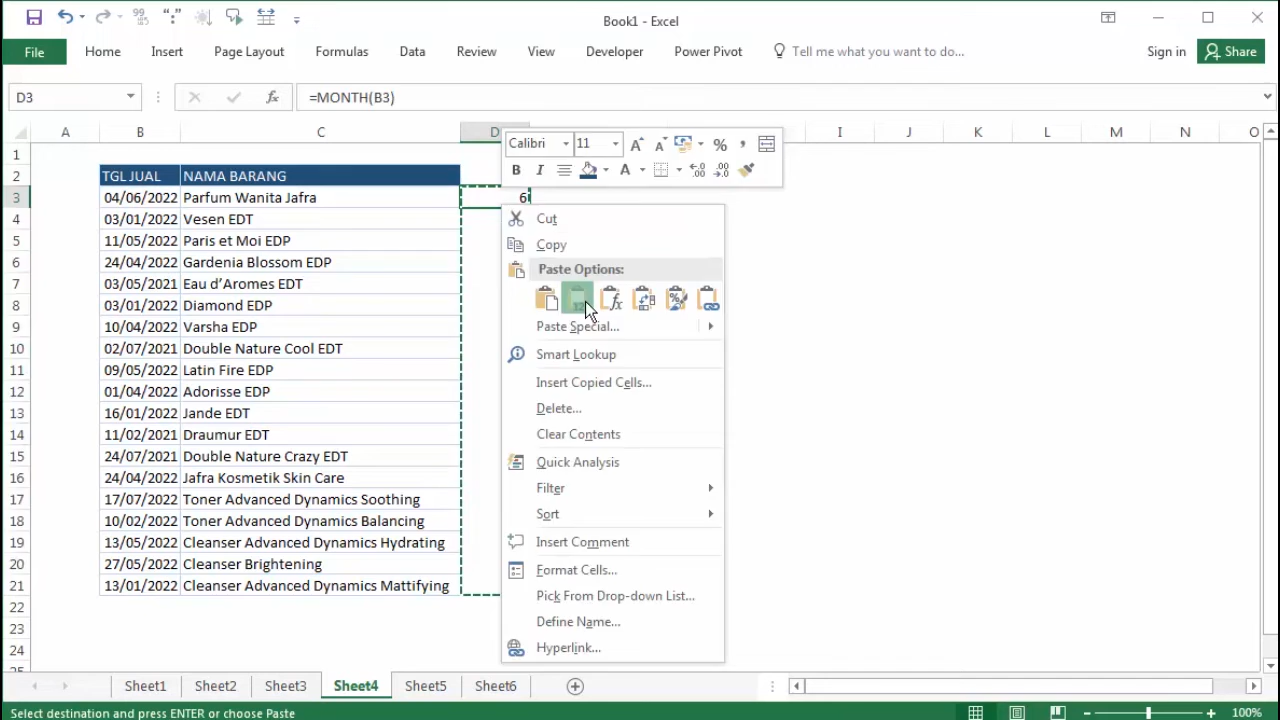 Book1 - Excel
File Home Insert Page Layout Formulas Data Review View Developer Power Pivot Tell me what you want to do... Sign in Share
D3 fx =MONTH(B3)
A B C D I J K L M N O
Calibri 11
B I A
1
2 TGL JUAL NAMA BARANG
3 04/06/2022 Parfum Wanita Jafra 6
4 03/01/2022 Vesen EDT
5 11/05/2022 Paris et Moi EDP
6 24/04/2022 Gardenia Blossom EDP
7 03/05/2021 Eau d’Aromes EDT
8 03/01/2022 Diamond EDP
9 10/04/2022 Varsha EDP
10 02/07/2021 Double Nature Cool EDT
11 09/05/2022 Latin Fire EDP
12 01/04/2022 Adorisse EDP
13 16/01/2022 Jande EDT
14 11/02/2021 Draumur EDT
15 24/07/2021 Double Nature Crazy EDT
16 24/04/2022 Jafra Kosmetik Skin Care
17 17/07/2022 Toner Advanced Dynamics Soothing
18 10/02/2022 Toner Advanced Dynamics Balancing
19 13/05/2022 Cleanser Advanced Dynamics Hydrating
20 27/05/2022 Cleanser Brightening
21 13/01/2022 Cleanser Advanced Dynamics Mattifying
22
23
24
25
Cut
Copy
Paste Options:
Paste Special...
Smart Lookup
Insert Copied Cells...
Delete...
Clear Contents
Quick Analysis
Filter
Sort
Insert Comment
Format Cells...
Pick From Drop-down List...
Define Name...
Hyperlink...
Sheet1 Sheet2 Sheet3 Sheet4 Sheet5 Sheet6
Select destination and press ENTER or choose Paste 100%